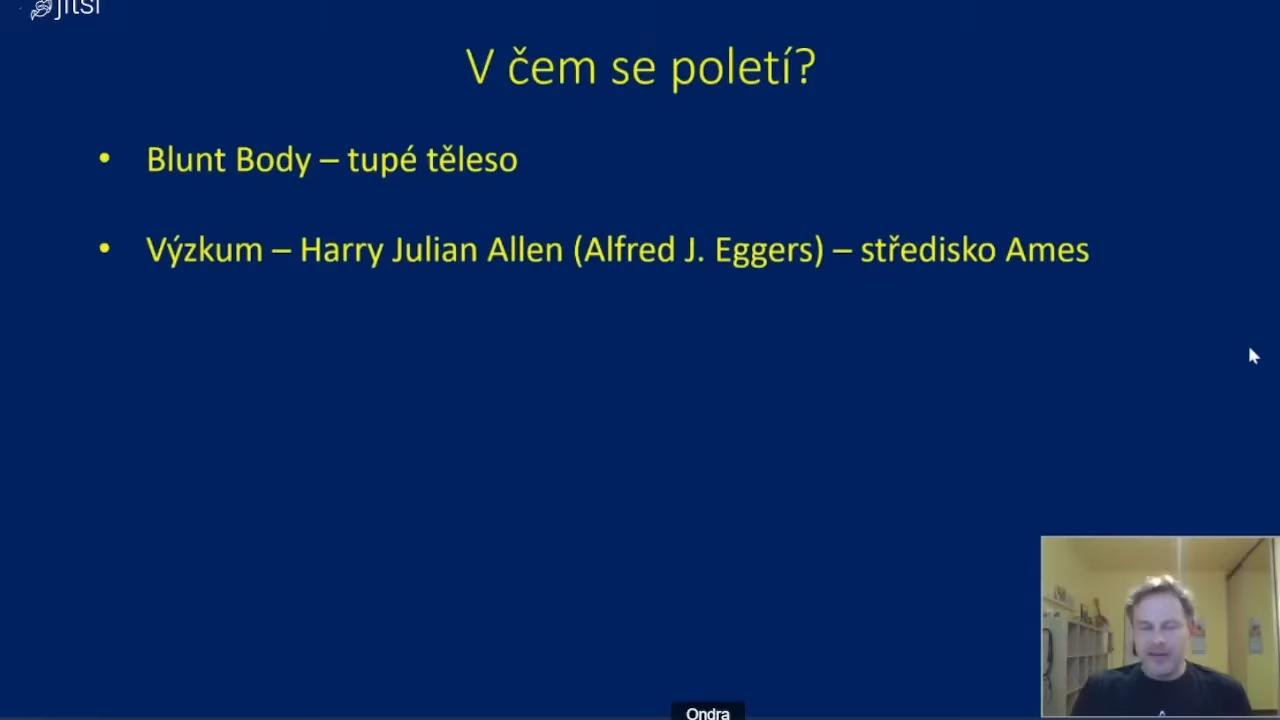 jitsi
V čem se poletí?
• Blunt Body – tupé těleso
• Výzkum – Harry Julian Allen (Alfred J. Eggers) – středisko Ames
Ondra